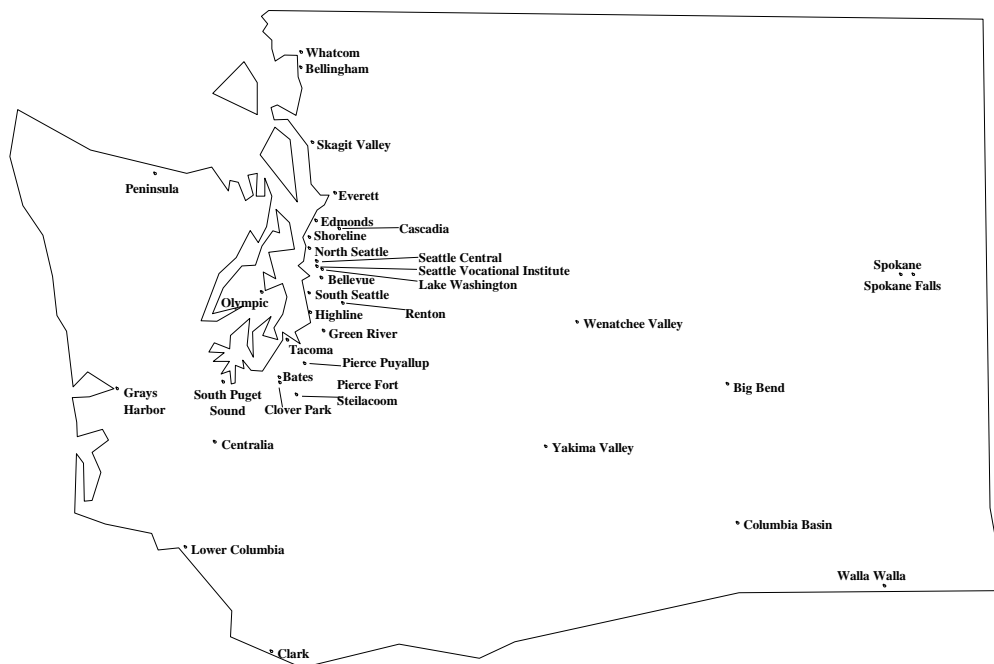 Whatcom
Bellingham
Skagit Valley
Peninsula
Everett
Edmonds
Cascadia
Shoreline
North Seattle
Seattle Central
Seattle Vocational Institute
Lake Washington
Bellevue
Spokane
Spokane Falls
Olympic
South Seattle
Highline
Renton
Green River
Wenatchee Valley
Tacoma
Pierce Puyallup
Bates
Pierce Fort
Steilacoom
Big Bend
Grays
Harbor
South Puget
Sound
Clover Park
Centralia
Yakima Valley
Columbia Basin
Lower Columbia
Walla Walla
Clark